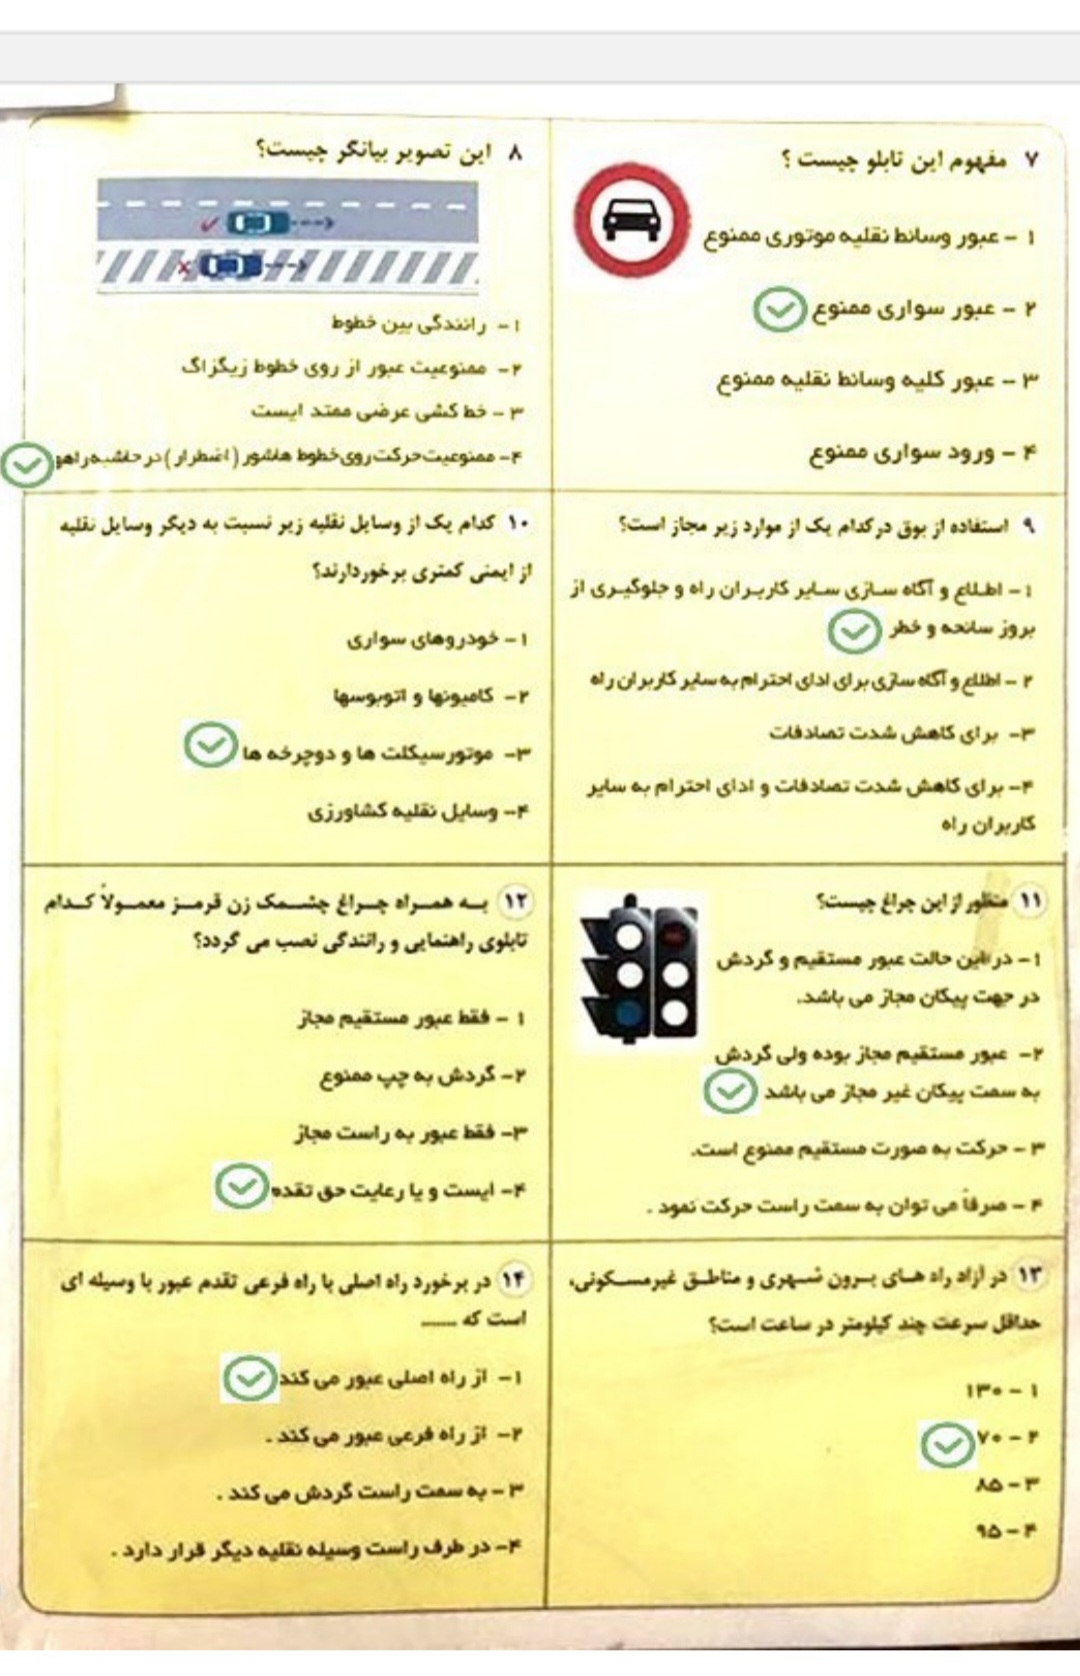 ۷ مفهوم این تابلو چیست ؟
۱ - عبور وسائط نقلیه موتوری ممنوع
۲ - عبور سواری ممنوع
۳ - عبور کلیه وسائط نقلیه ممنوع
۴ - ورود سواری ممنوع
۸ این تصویر بیانگر چیست؟
۱- رانندگی بین خطوط
۲- ممنوعیت عبور از روی خطوط زیگزاگ
۳ - خط کشی عرضی ممتد ایست
۴- ممنوعیت حرکت روی خطوط هاشور ( اضطرار ) در حاشیه راهو
۹ استفاده از بوق در کدام یک از موارد زیر مجاز است؟
۱- اطلاع و آگاه سازی سایر کاربران راه و جلوگیری از
بروز سانحه و خطر
۲- اطلاع و آگاه سازی برای ادای احترام به سایر کاربران راه
۳- برای کاهش شدت تصادفات
۴- برای کاهش شدت تصادفات و ادای احترام به سایر
کاربران راه
۱۰ کدام یک از وسایل نقلیه زیر نسبت به دیگر وسایل نقلیه
از ایمنی کمتری برخوردارند؟
۱- خودروهای سواری
۲- کامیونها و اتوبوسها
۳- موتورسیکلت ها و دوچرخه ها
۴- وسایل نقلیه کشاورزی
۱۱ منظور از این چراغ چیست؟
۱- در این حالت عبور مستقیم و گردش
در جهت پیکان مجاز می باشد.
۲- عبور مستقیم مجاز بوده ولی گردش
به سمت پیکان غیر مجاز می باشد
۳ - حرکت به صورت مستقیم ممنوع است.
۴ - صرفاً می توان به سمت راست حرکت نمود .
۱۲ به همراه چراغ چشمک زن قرمز معمولاً کدام
تابلوی راهنمایی و رانندگی نصب می گردد؟
۱ - فقط عبور مستقیم مجاز
۲- گردش به چپ ممنوع
۳- فقط عبور به راست مجاز
۴- ایست و یا رعایت حق تقدم
۱۳ در آزاد راه های برون شهری و مناطق غیرمسکونی،
حداقل سرعت چند کیلومتر در ساعت است؟
۱ - ۱۳۰
۲ - ۷۰
۳ - ۸۵
۴ - ۹۵
۱۴ در برخورد راه اصلی با راه فرعی تقدم عبور با وسیله ای
است که .......
۱- از راه اصلی عبور می کند
۲- از راه فرعی عبور می کند .
۳ - به سمت راست گردش می کند .
۴- در طرف راست وسیله نقلیه دیگر قرار دارد .